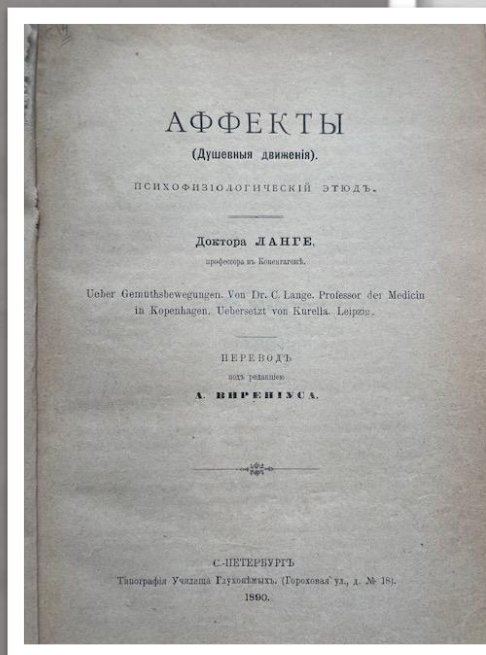 АФФЕКТЫ
(Душевныя движенія).
ПСИХОФИЗІОЛОГИЧЕСКІЙ ЭТЮДЪ.
Доктора ЛАНГЕ,
профессора въ Копенгагенѣ.
Ueber Gemüthsbewegungen. Von Dr. C. Lange. Professor der Medicin
in Kopenhagen. Uebersetzt von Kurella. Leipzig.
ПЕРЕВОДЪ
подъ редакціею
А. ВИРЕНІУСА.
С.-ПЕТЕРБУРГЪ
Типографія Училища Глухонѣмыхъ. (Гороховая ул., д. № 18).
1890.